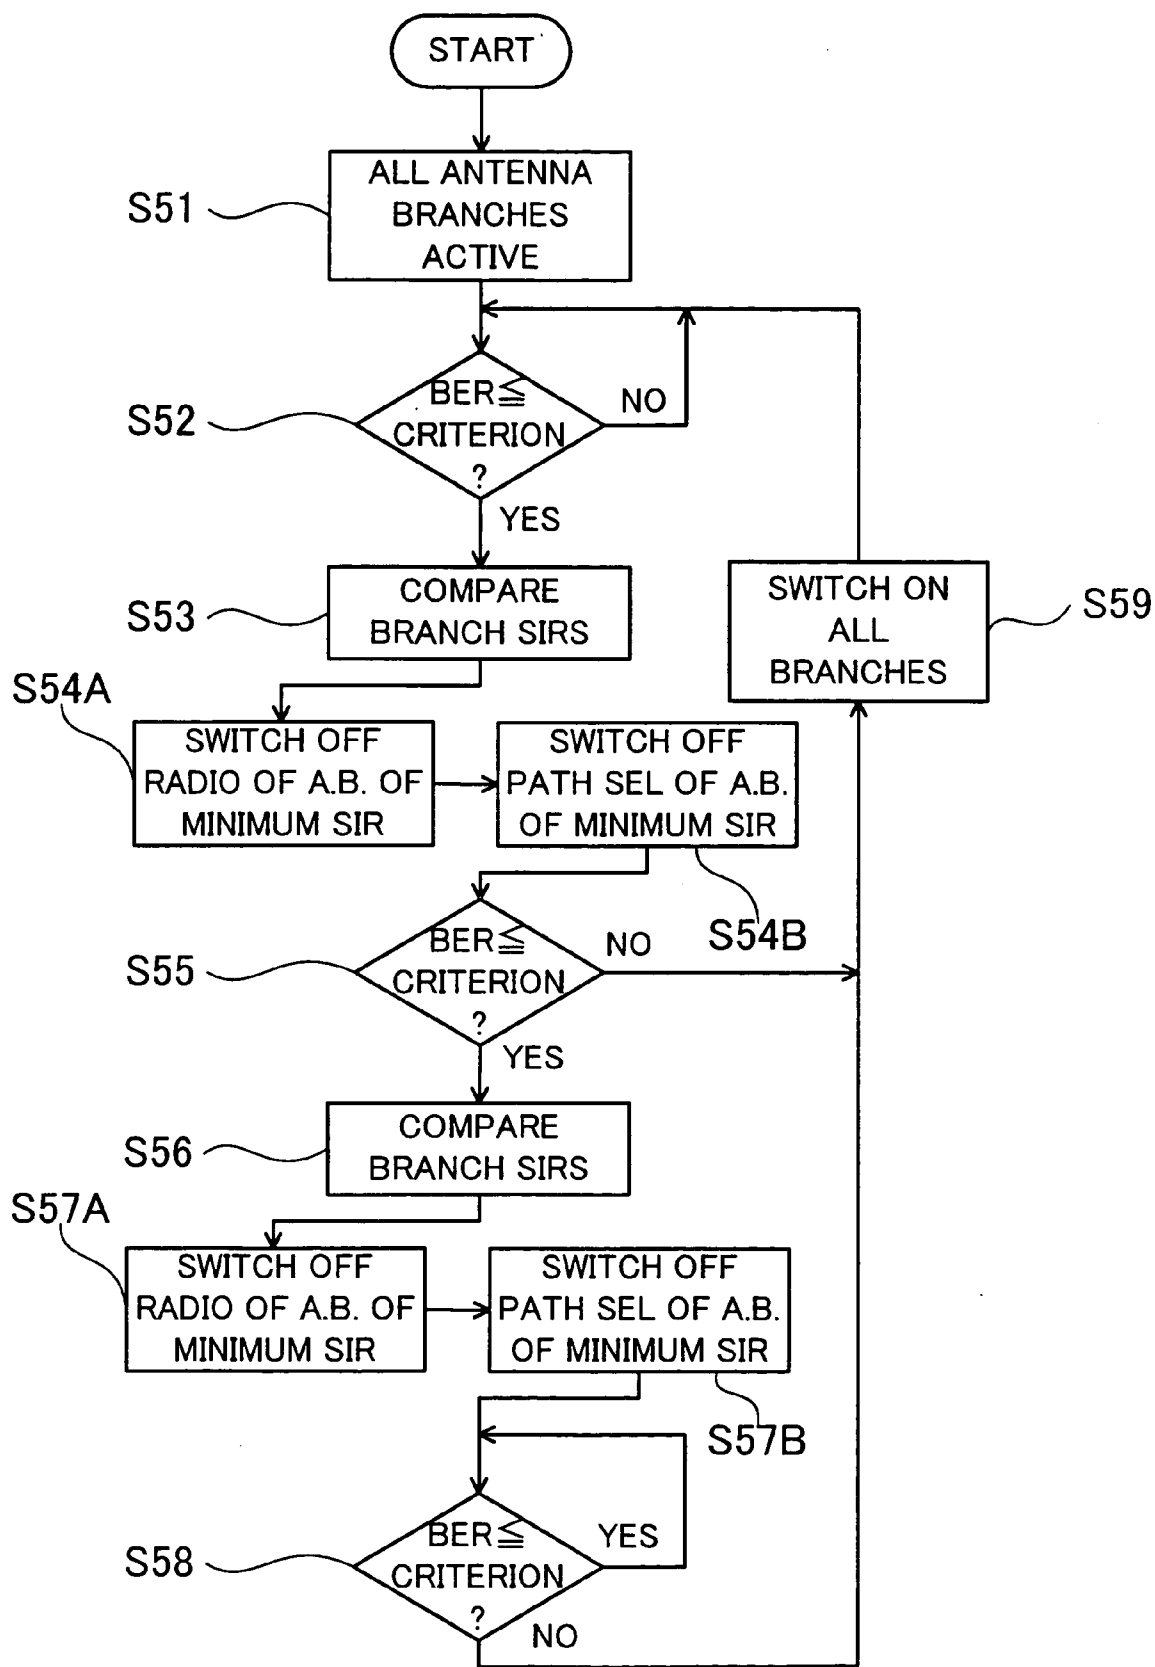 START
ALL ANTENNA
BRANCHES
ACTIVE
S51
BER≦
CRITERION
?
NO
S52
YES
COMPARE
BRANCH SIRS
S53
SWITCH ON
ALL
BRANCHES
S59
S54A
SWITCH OFF
RADIO OF A.B. OF
MINIMUM SIR
SWITCH OFF
PATH SEL OF A.B.
OF MINIMUM SIR
S54B
BER≦
CRITERION
?
NO
S55
YES
COMPARE
BRANCH SIRS
S56
S57A
SWITCH OFF
RADIO OF A.B. OF
MINIMUM SIR
SWITCH OFF
PATH SEL OF A.B.
OF MINIMUM SIR
S57B
BER≦
CRITERION
?
YES
S58
NO